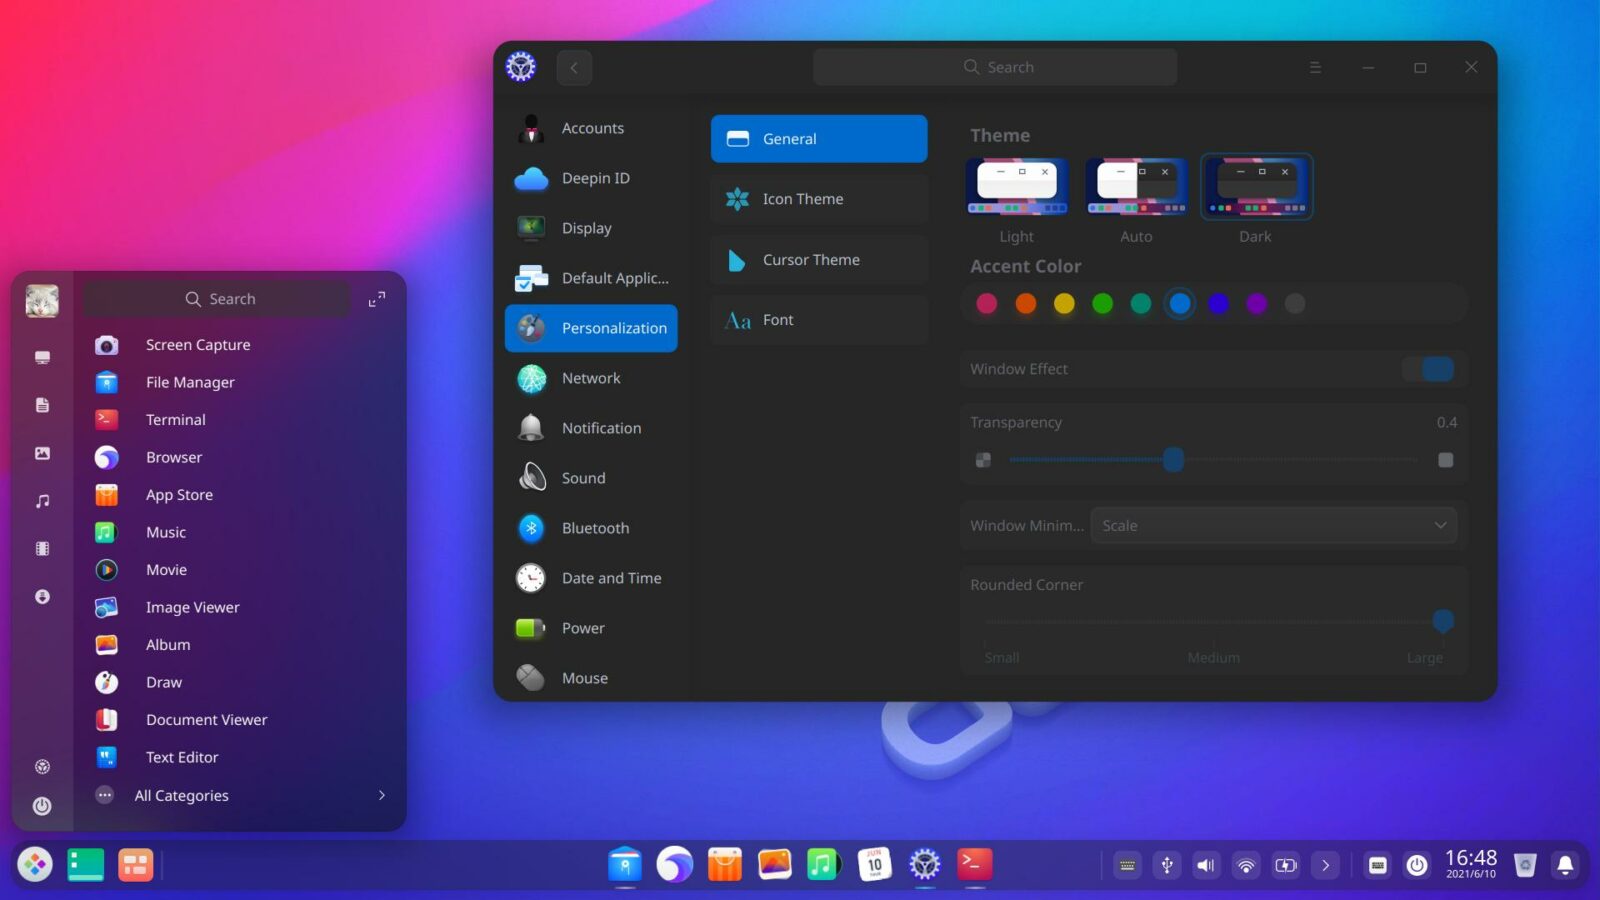 Search
Accounts
Deepin ID
Display
Default Applic...
Personalization
Network
Notification
Sound
Bluetooth
Date and Time
Power
Mouse
General
Icon Theme
Cursor Theme
Aa Font
Theme
Light
Auto
Dark
Accent Color
Window Effect
Transparency 0.4
Window Minim... Scale
Rounded Corner
Small Medium Large
Search
Screen Capture
File Manager
Terminal
Browser
App Store
Music
Movie
Image Viewer
Album
Draw
Document Viewer
Text Editor
All Categories
JUN
10
16:48
2021/6/10